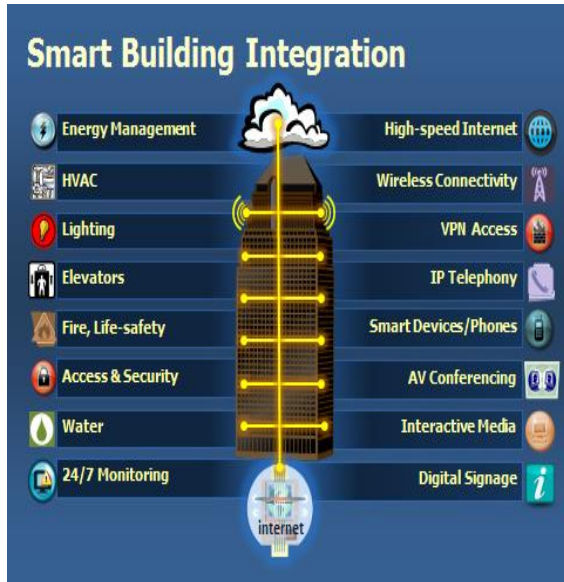 Smart Building Integration
Energy Management
HVAC
Lighting
Elevators
Fire, Life-safety
Access & Security
Water
24/7 Monitoring
High-speed Internet
Wireless Connectivity
VPN Access
IP Telephony
Smart Devices/Phones
AV Conferencing
Interactive Media
Digital Signage
i
internet